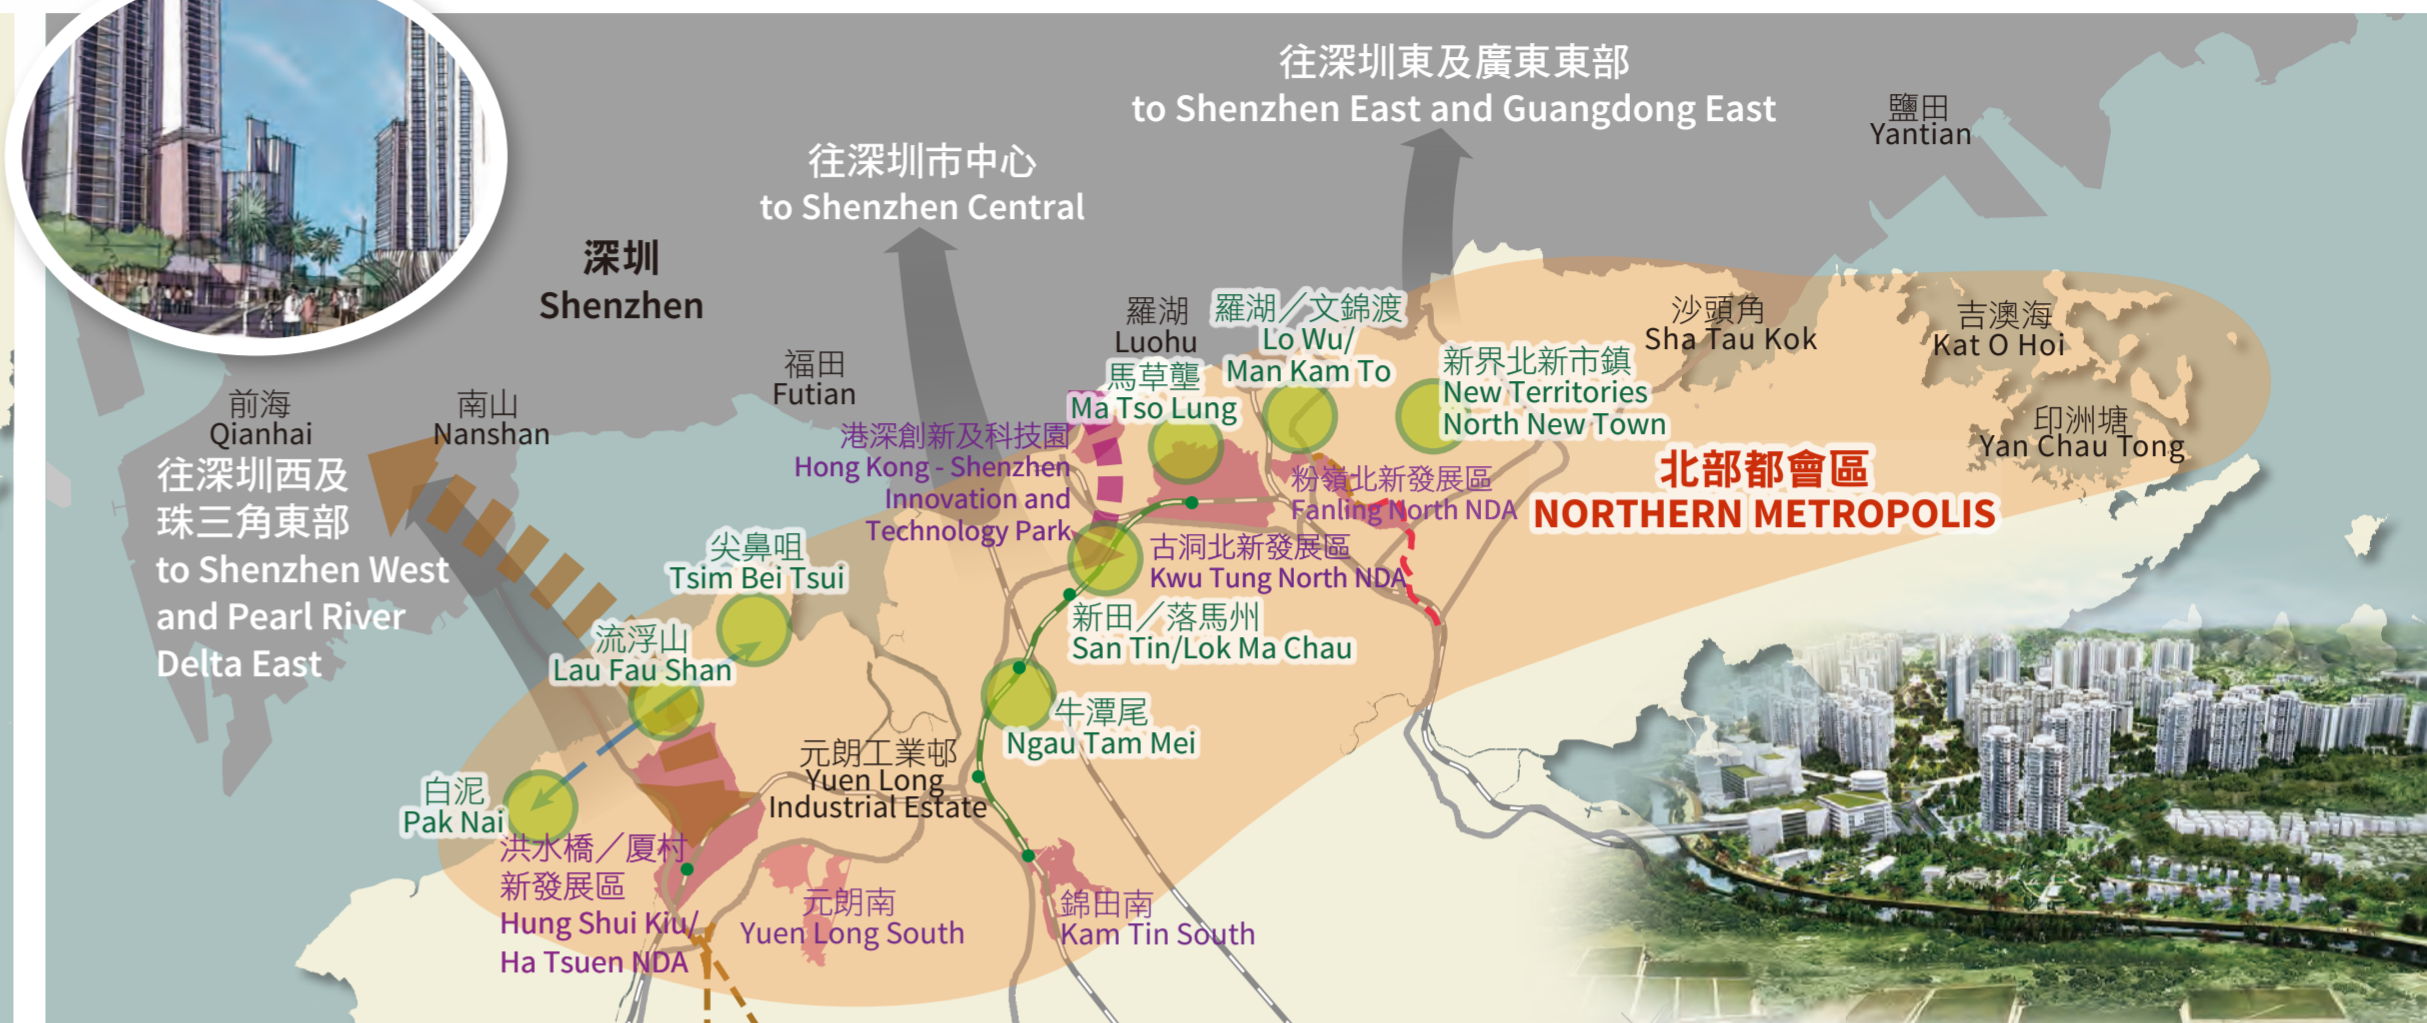 往深圳東及廣東東部
to Shenzhen East and Guangdong East
鹽田
Yantian
往深圳市中心
to Shenzhen Central
深圳
Shenzhen
羅湖
Luohu
羅湖／文錦渡
Lo Wu/
Man Kam To
沙頭角
Sha Tau Kok
吉澳海
Kat O Hoi
福田
Futian
馬草壟
Ma Tso Lung
新界北新市鎮
New Territories
North New Town
前海
Qianhai
南山
Nanshan
印洲塘
Yan Chau Tong
港深創新及科技園
Hong Kong - Shenzhen
Innovation and
Technology Park
北部都會區
NORTHERN METROPOLIS
往深圳西及
珠三角東部
to Shenzhen West
and Pearl River
Delta East
粉嶺北新發展區
Fanling North NDA
尖鼻咀
Tsim Bei Tsui
古洞北新發展區
Kwu Tung North NDA
流浮山
Lau Fau Shan
新田／落馬州
San Tin/Lok Ma Chau
牛潭尾
Ngau Tam Mei
元朗工業邨
Yuen Long
Industrial Estate
白泥
Pak Nai
洪水橋／厦村
新發展區
Hung Shui Kiu/
Ha Tsuen NDA
元朗南
Yuen Long South
錦田南
Kam Tin South